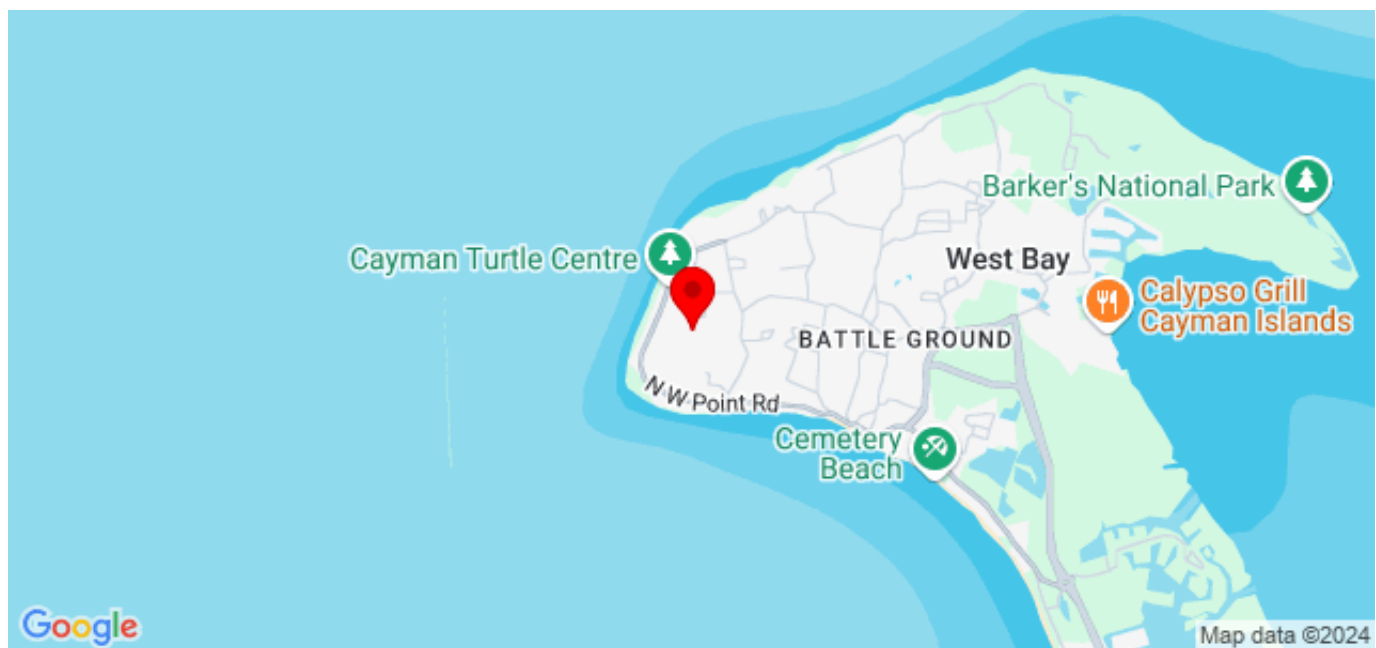 Barker's National Park
Cayman Turtle Centre
West Bay
Calypso Grill
Cayman Islands
BATTLE GROUND
N W Point Rd
Cemetery
Beach
Google
Map data ©2024